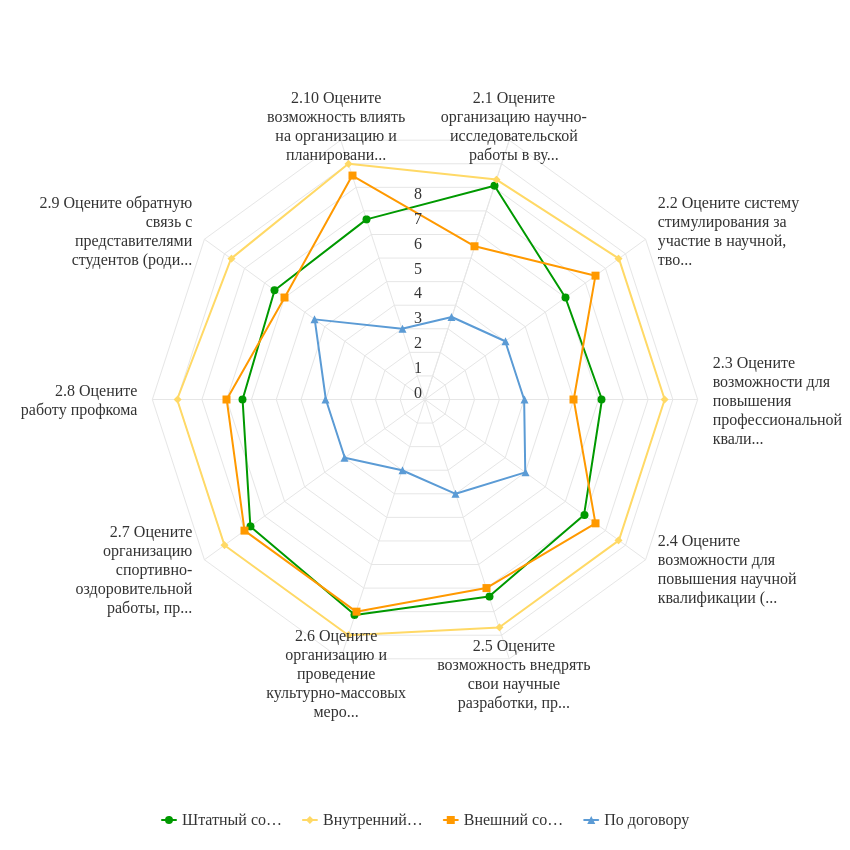 2.10 Оцените
возможность влиять
на организацию и
планировани...
2.1 Оцените
организацию научно-
исследовательской
работы в ву...
2.9 Оцените обратную
связь с
представителями
студентов (роди...
2.2 Оцените систему
стимулирования за
участие в научной,
тво...
8
7
6
5
4
3
2
1
0
2.8 Оцените
работу профкома
2.3 Оцените
возможности для
повышения
профессиональной
квали...
2.7 Оцените
организацию
спортивно-
оздоровительной
работы, пр...
2.4 Оцените
возможности для
повышения научной
квалификации (...
2.6 Оцените
организацию и
проведение
культурно-массовых
меро...
2.5 Оцените
возможность внедрять
свои научные
разработки, пр...
Штатный со… Внутренний… Внешний со… По договору